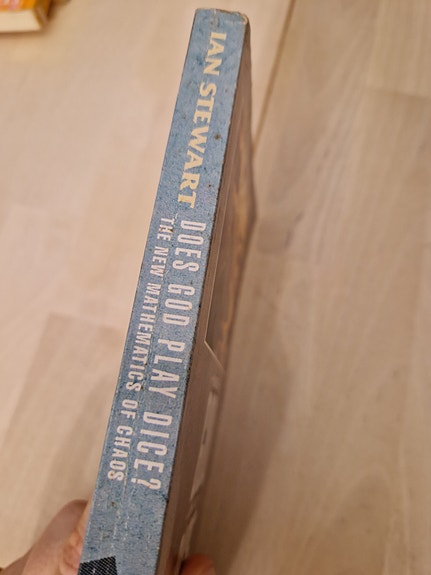 IAN STEWART
DOES GOD PLAY DICE?
THE NEW MATHEMATICS OF CHAOS